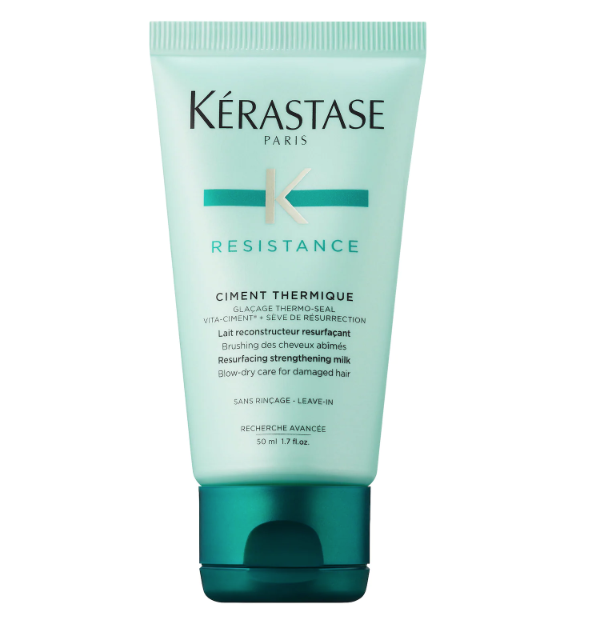 KÉRASTASE
PARIS
K
RESISTANCE
CIMENT THERMIQUE
GLAÇAGE THERMO-SEAL
VITA-CIMENT® + SÈVE DE RÉSURRECTION
Lait reconstructeur resurfaçant
Brushing des cheveux abîmés
Resurfacing strengthening milk
Blow-dry care for damaged hair
SANS RINÇAGE - LEAVE-IN
RECHERCHE AVANCÉE
50 ml 1.7 fl.oz.